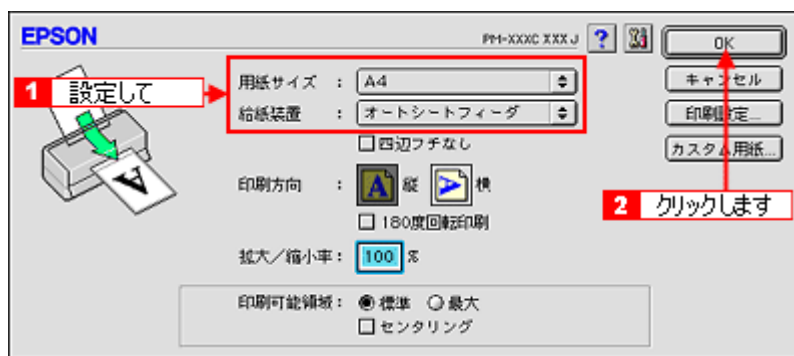 EPSON
PM-XXXC XXX J
?
OK
1 設定して
用紙サイズ : A4
キャンセル
給紙装置 : オートシートフィーダ
印刷設定...
四辺フチなし
カスタム用紙...
印刷方向 : A 縦 A 横
2 クリックします
180度回転印刷
拡大/縮小率: 100 %
印刷可能領域: 標準 最大
センタリング
A